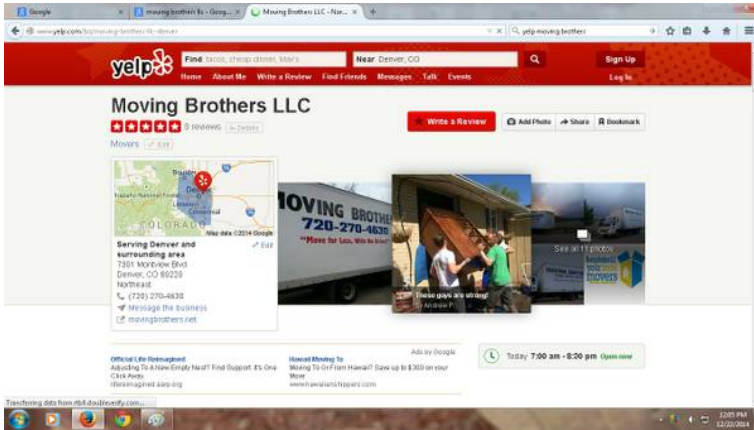 Google
moving brothers llc - Goog...
Moving Brothers LLC - Nor...
www.yelp.com/biz/moving-brothers-llc-denver
yelp moving brothers
yelp
Find tacos, cheap dinner, Max's
Near Denver, CO
Sign Up
Home About Me Write a Review Find Friends Messages Talk Events
Log In
Moving Brothers LLC
8 reviews Details
Write a Review
Add Photo
Share
Bookmark
Movers Edit
Boulder
COLORADO
Centennial
Map data ©2014 Google
Serving Denver and
surrounding area
Edit
7301 Montview Blvd
Denver, CO 80220
Northeast
(720) 270-4630
Message the business
movingbrothers.net
MOVING BROTHE
720-270-4630
"Move for Less, With the
These guys are strong!
by Andrew P.
See all 11 photos
movers
Ads by Google
Official Life Reimagined
Adjusting To A New Empty Nest? Find Support. It's One
Click Away.
lifereimagined.aarp.org
Hawaii Moving To
Moving To Or From Hawaii? Save up to $300 on your
Move
www.hawaiianshippers.com
Today 7:00 am - 8:30 pm Open now
Transferring data from rtb0.doubleverify.com...
12:05 PM
12/22/2014